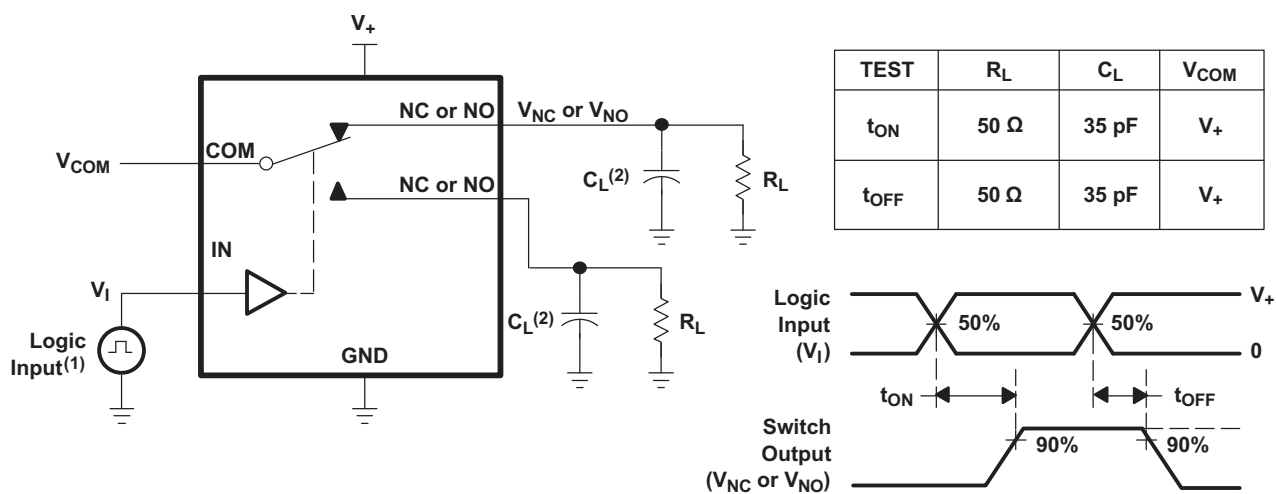 V+
NC or NO
VNC or VNO
COM
VCOM
CL(2)
RL
NC or NO
IN
VI
CL(2)
RL
Logic
Input(1)
GND
TEST RL CL VCOM
tON 50 Ω 35 pF V+
tOFF 50 Ω 35 pF V+
Logic
Input
(VI)
50%
50%
V+
0
tON
tOFF
Switch
Output
(VNC or VNO)
90%
90%